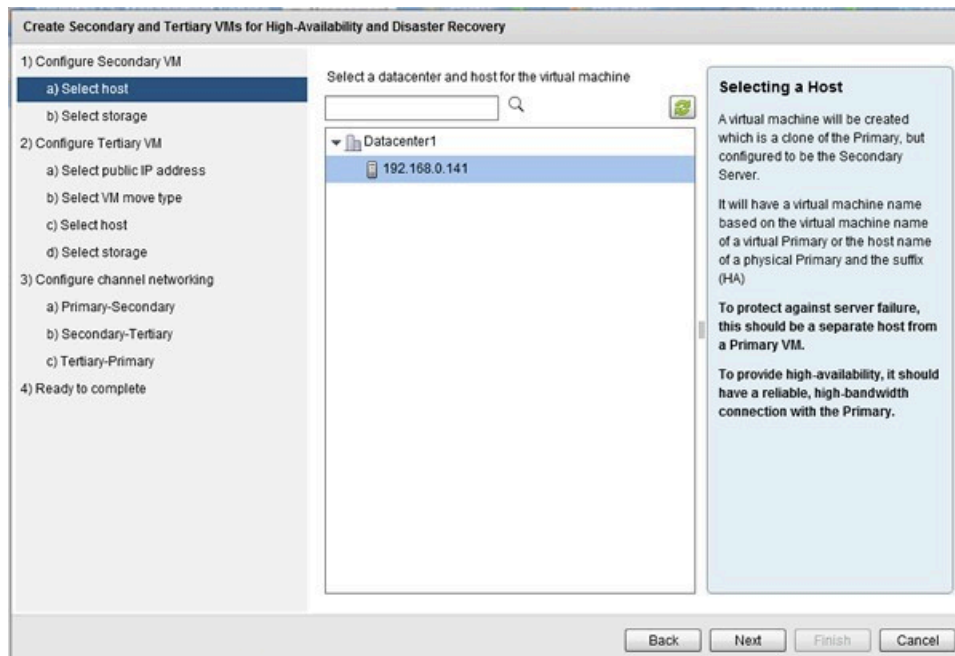 Create Secondary and Tertiary VMs for High-Availability and Disaster Recovery
1) Configure Secondary VM
a) Select host
b) Select storage
2) Configure Tertiary VM
a) Select public IP address
b) Select VM move type
c) Select host
d) Select storage
3) Configure channel networking
a) Primary-Secondary
b) Secondary-Tertiary
c) Tertiary-Primary
4) Ready to complete
Select a datacenter and host for the virtual machine
Datacenter1
192.168.0.141
Selecting a Host
A virtual machine will be created
which is a clone of the Primary, but
configured to be the Secondary
Server.
It will have a virtual machine name
based on the virtual machine name
of a virtual Primary or the host name
of a physical Primary and the suffix
(HA)
To protect against server failure,
this should be a separate host from
a Primary VM.
To provide high-availability, it should
have a reliable, high-bandwidth
connection with the Primary.
Back
Next
Finish
Cancel